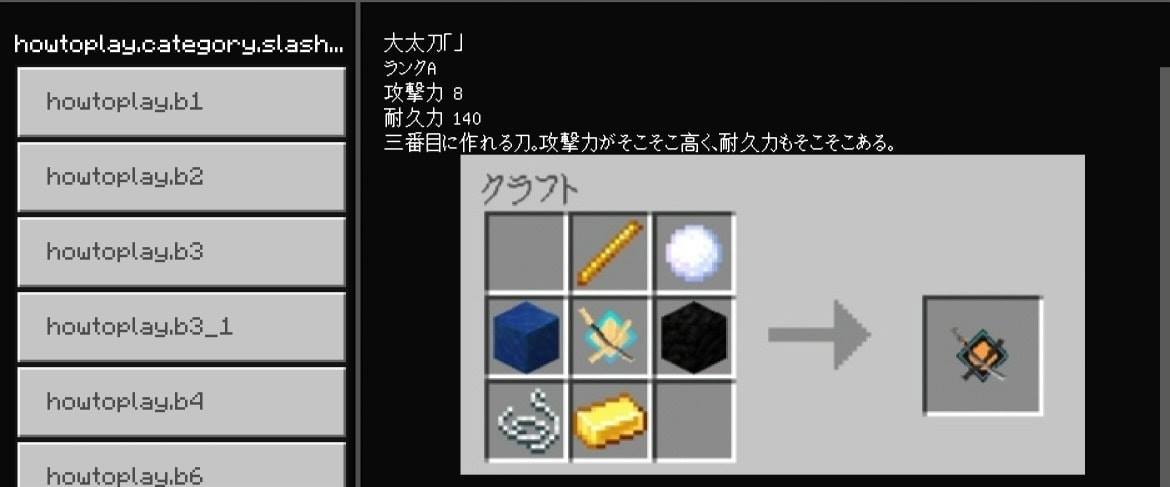 howtoplay.category.slash...
howtoplay.b1
howtoplay.b2
howtoplay.b3
howtoplay.b3_1
howtoplay.b4
howtoplay.b6
大太刀「」
ランクA
攻撃力 8
耐久力 140
三番目に作れる刀。攻撃力がそこそこ高く、耐久力もそこそこある。
クラフト